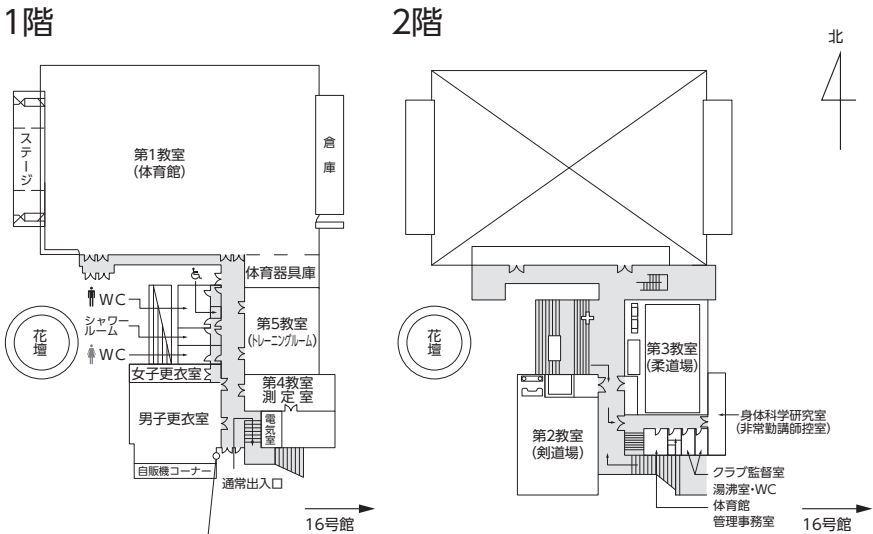 1階
2階
北
ステージ
第1教室
(体育館)
倉庫
体育器具庫
WC
シャワー
ルーム
WC
花壇
第5教室
(トレーニングルーム)
女子更衣室
第4教室
測定室
男子更衣室
電気室
自販機コーナー
通常出入口
16号館
花壇
第3教室
(柔道場)
第2教室
(剣道場)
身体科学研究室
(非常勤講師控室)
クラブ監督室
湯沸室・WC
体育館
管理事務室
16号館